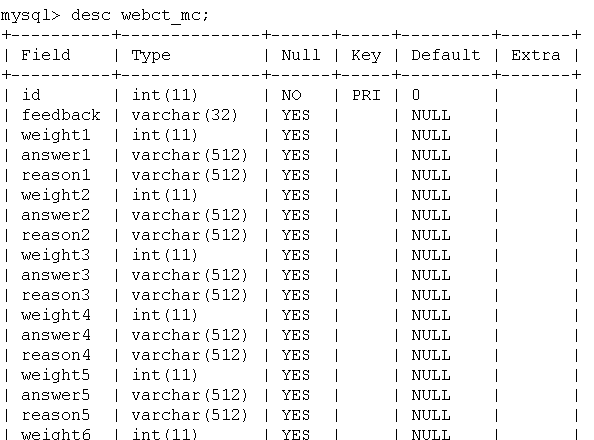 mysql> desc webct_mc;
+----------+--------------+------+-----+---------+-------+
| Field    | Type         | Null | Key | Default | Extra |
+----------+--------------+------+-----+---------+-------+
| id       | int(11)      | NO   | PRI | 0       |       |
| feedback | varchar(32)  | YES  |     | NULL    |       |
| weight1  | int(11)      | YES  |     | NULL    |       |
| answer1  | varchar(512) | YES  |     | NULL    |       |
| reason1  | varchar(512) | YES  |     | NULL    |       |
| weight2  | int(11)      | YES  |     | NULL    |       |
| answer2  | varchar(512) | YES  |     | NULL    |       |
| reason2  | varchar(512) | YES  |     | NULL    |       |
| weight3  | int(11)      | YES  |     | NULL    |       |
| answer3  | varchar(512) | YES  |     | NULL    |       |
| reason3  | varchar(512) | YES  |     | NULL    |       |
| weight4  | int(11)      | YES  |     | NULL    |       |
| answer4  | varchar(512) | YES  |     | NULL    |       |
| reason4  | varchar(512) | YES  |     | NULL    |       |
| weight5  | int(11)      | YES  |     | NULL    |       |
| answer5  | varchar(512) | YES  |     | NULL    |       |
| reason5  | varchar(512) | YES  |     | NULL    |       |
| weight6  | int(11)      | YES  |     | NULL    |       |